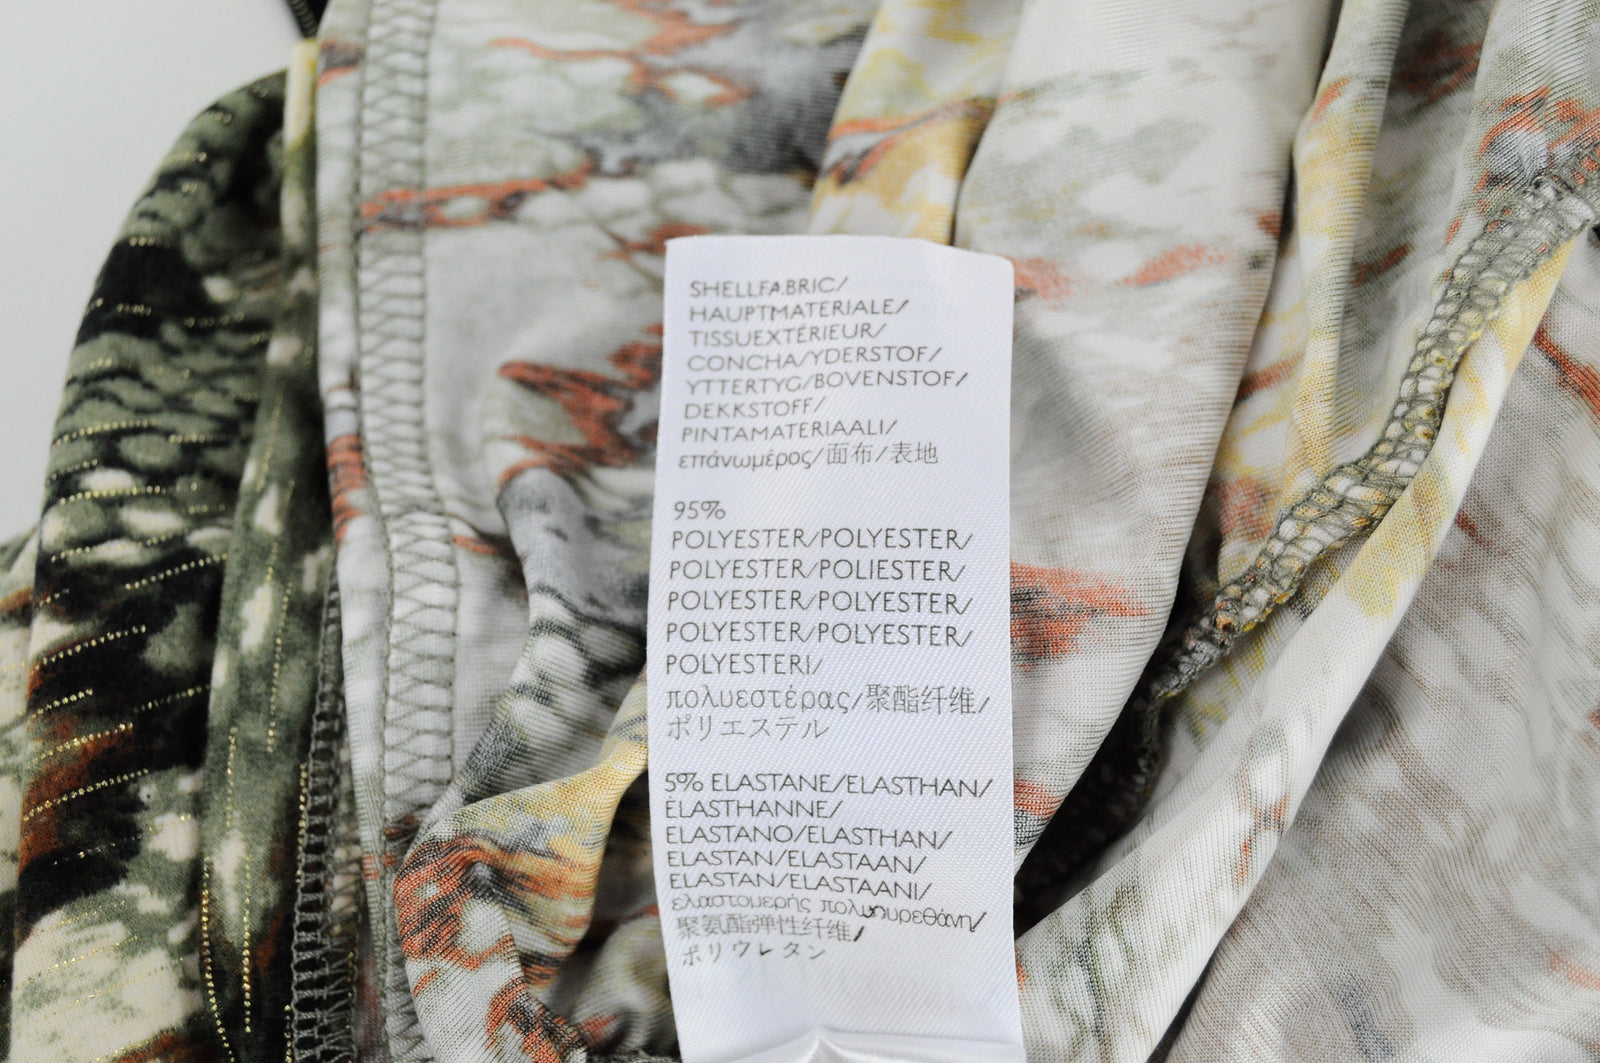 SHELLFABRIC/
HAUPTMATERIALE/
TISSUEXTÉRIEUR/
CONCHA/YDERSTOF/
YTTERTYG/BOVENSTOF/
DEKKSTOFF/
PINTAMATERIAALI/
επάνωμέρος/面布/表地
95%
POLYESTER/POLYESTER/
POLYESTER/POLIESTER/
POLYESTER/POLYESTER/
POLYESTER/POLYESTER/
POLYESTERI/
πολυεστέρας/聚酯纤维/
ポリエステル
5% ELASTANE/ELASTHAN/
ÉLASTHANNE/
ELASTANO/ELASTHAN/
ELASTAN/ELASTAAN/
ELASTAN/ELASTAANI/
ελαστομερής πολυουρεθάνη/
聚氨酯弹性纤维/
ポリウレタン